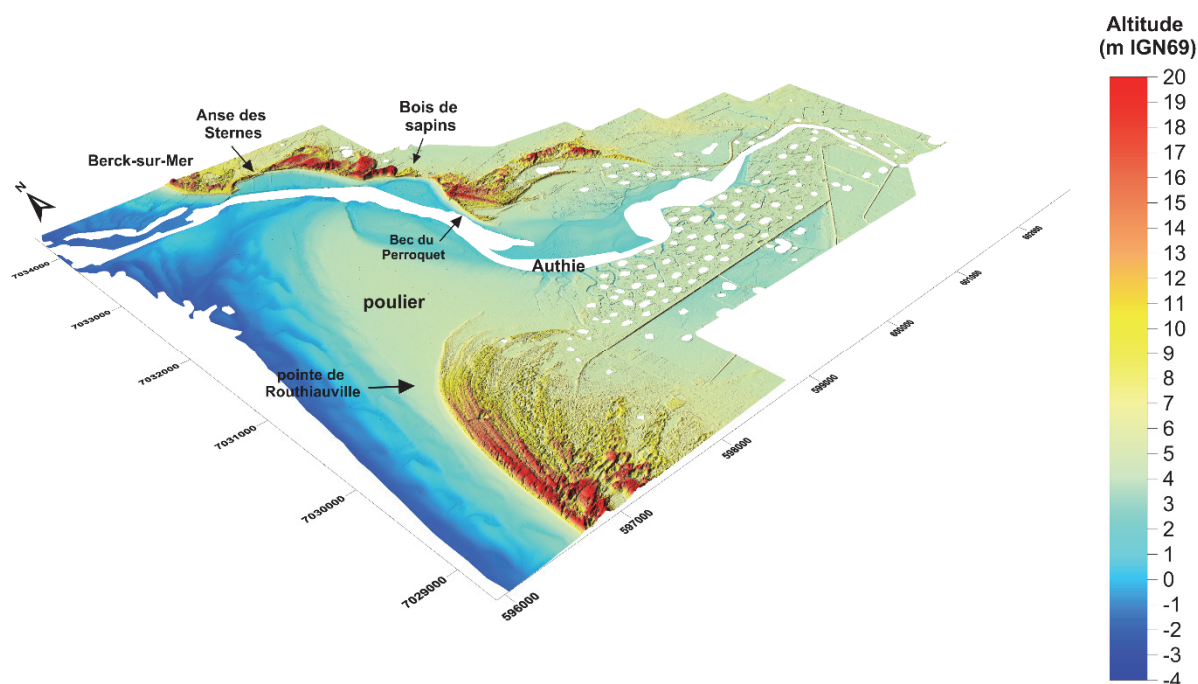 Altitude
(m IGN69)
Anse des
Sternes
Bois de
sapins
Berck-sur-Mer
N
Bec du
Perroquet
Authie
poulier
pointe de
Routhiauville
7034000
7033000
7032000
7031000
7030000
7029000
596000
597000
598000
599000
600000
601000
602000
20
19
18
17
16
15
14
13
12
11
10
9
8
7
6
5
4
3
2
1
0
-1
-2
-3
-4